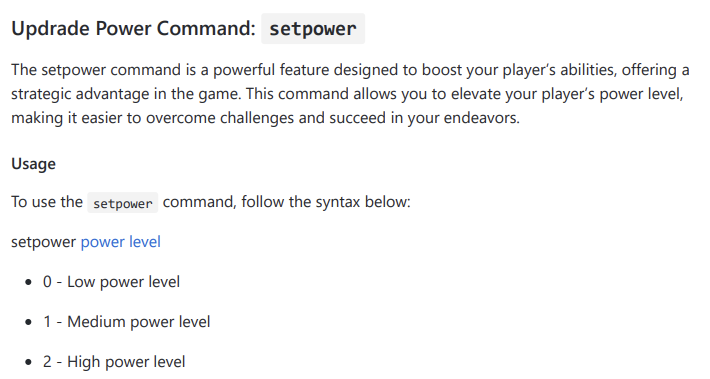 Updrade Power Command: setpower
The setpower command is a powerful feature designed to boost your player’s abilities, offering a
strategic advantage in the game. This command allows you to elevate your player’s power level,
making it easier to overcome challenges and succeed in your endeavors.
Usage
To use the setpower command, follow the syntax below:
setpower power level
• 0 - Low power level
• 1 - Medium power level
• 2 - High power level